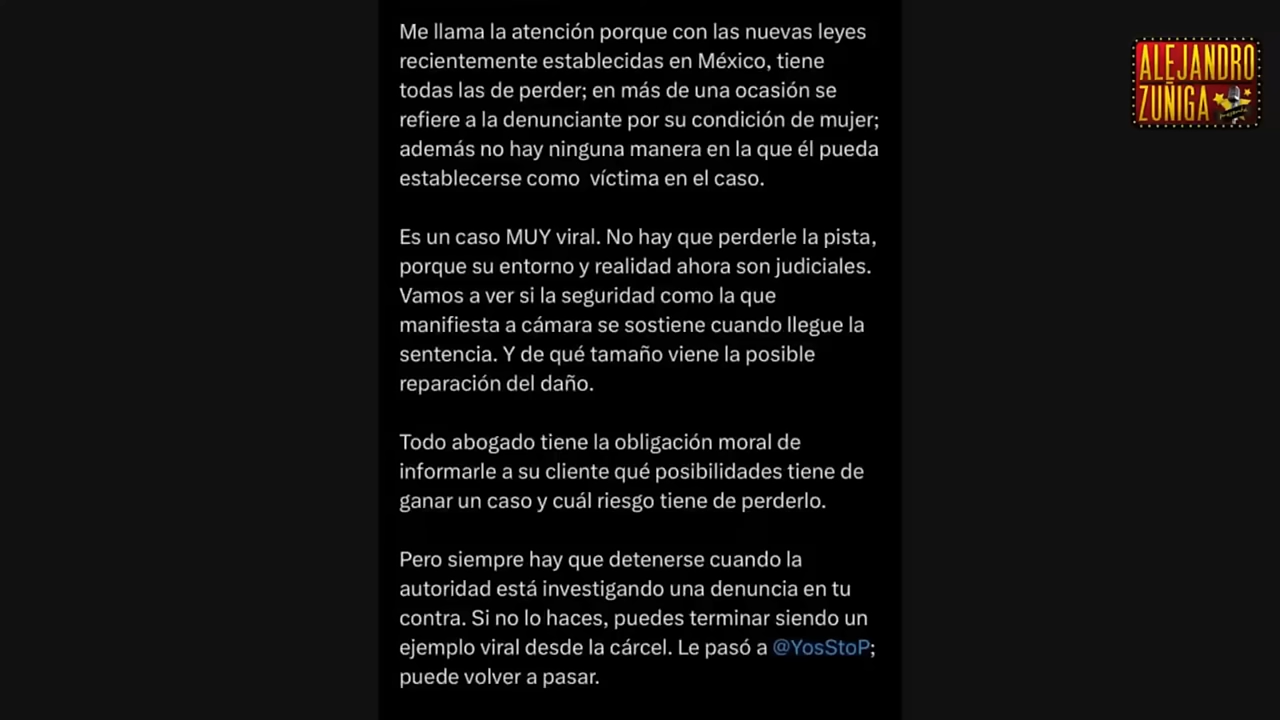 Me llama la atención porque con las nuevas leyes
recientemente establecidas en México, tiene
todas las de perder; en más de una ocasión se
refiere a la denunciante por su condición de mujer;
además no hay ninguna manera en la que él pueda
establecerse como  víctima en el caso.
Es un caso MUY viral. No hay que perderle la pista,
porque su entorno y realidad ahora son judiciales.
Vamos a ver si la seguridad como la que
manifiesta a cámara se sostiene cuando llegue la
sentencia. Y de qué tamaño viene la posible
reparación del daño.
Todo abogado tiene la obligación moral de
informarle a su cliente qué posibilidades tiene de
ganar un caso y cuál riesgo tiene de perderlo.
Pero siempre hay que detenerse cuando la
autoridad está investigando una denuncia en tu
contra. Si no lo haces, puedes terminar siendo un
ejemplo viral desde la cárcel. Le pasó a @YosStoP;
puede volver a pasar.
ALEJANDRO
ZUÑIGA